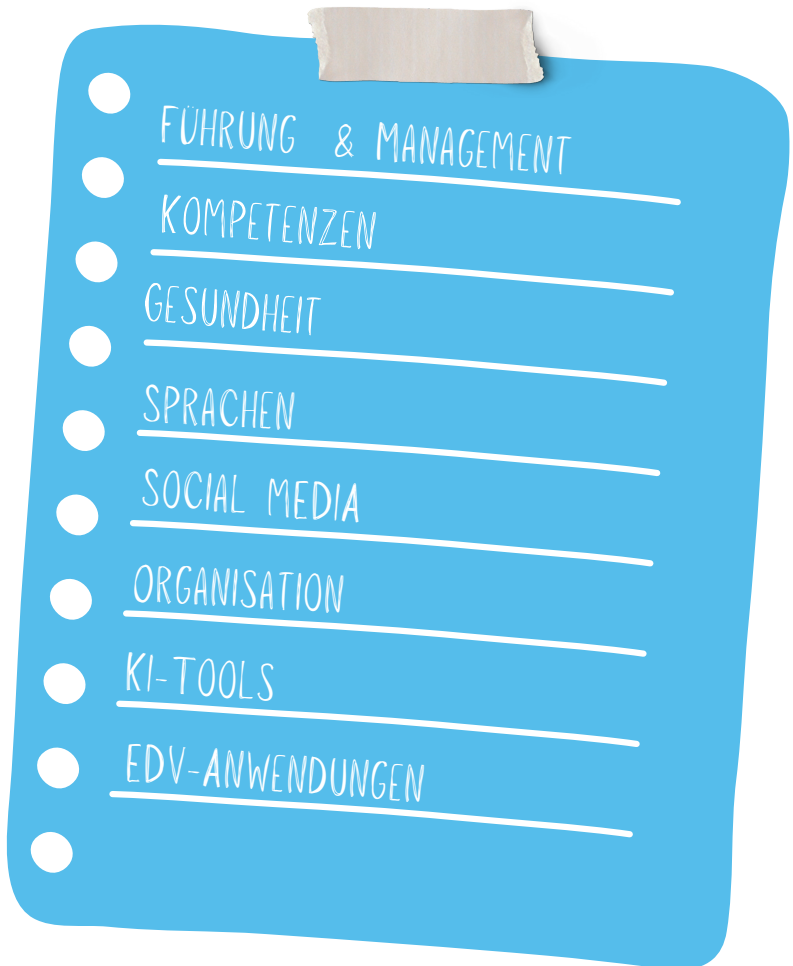 FÜHRUNG & MANAGEMENT
KOMPETENZEN
GESUNDHEIT
SPRACHEN
SOCIAL MEDIA
ORGANISATION
KI-TOOLS
EDV-ANWENDUNGEN